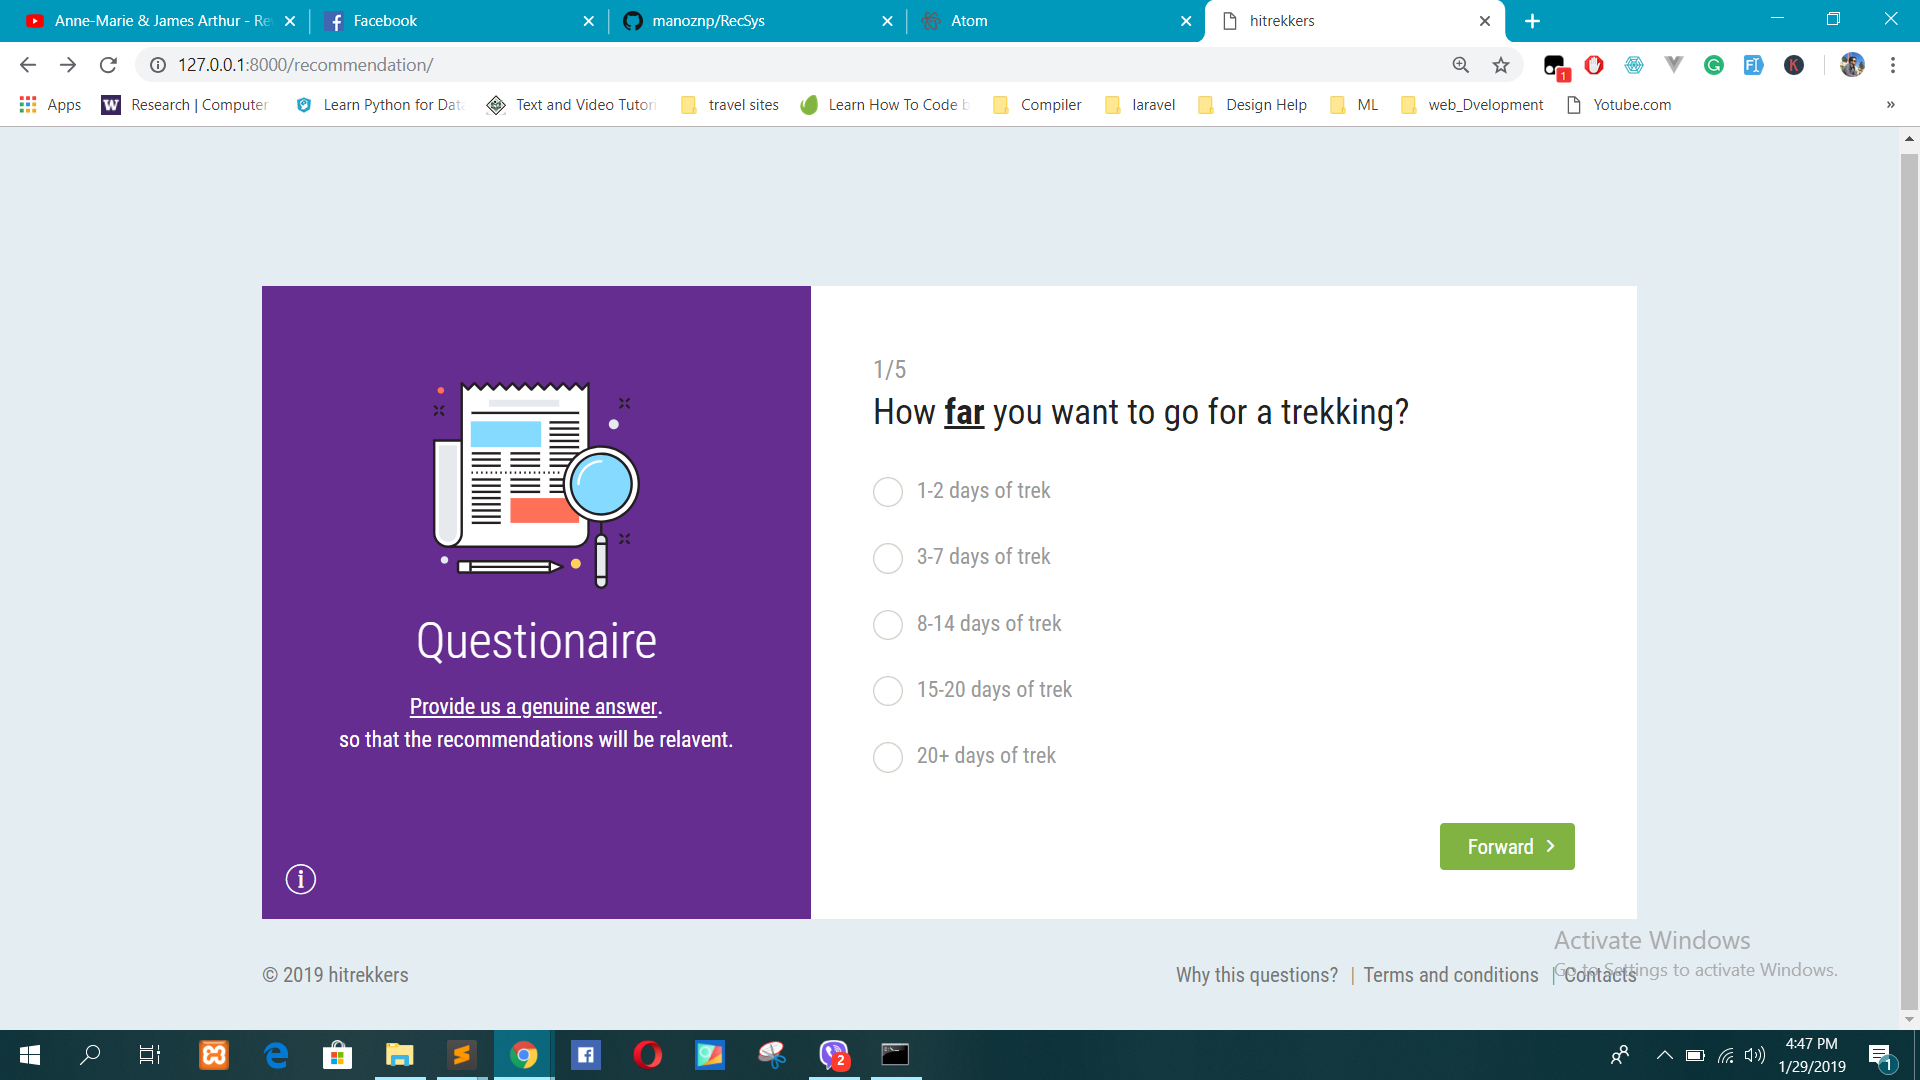 Anne-Marie & James Arthur - Re
Facebook
manoznp/RecSys
Atom
hitrekkers
127.0.0.1:8000/recommendation/
1
Apps
Research | Computer
Learn Python for Dat
Text and Video Tutori
travel sites
Learn How To Code b
Compiler
laravel
Design Help
ML
web_Dvelopment
Yotube.com
»
1/5
How far you want to go for a trekking?
1-2 days of trek
3-7 days of trek
8-14 days of trek
15-20 days of trek
20+ days of trek
Forward
Questionaire
Provide us a genuine answer.
so that the recommendations will be relavent.
© 2019 hitrekkers
Why this questions? | Terms and conditions | Contacts
Activate Windows
Go to Settings to activate Windows.
2
4:47 PM
1/29/2019
1